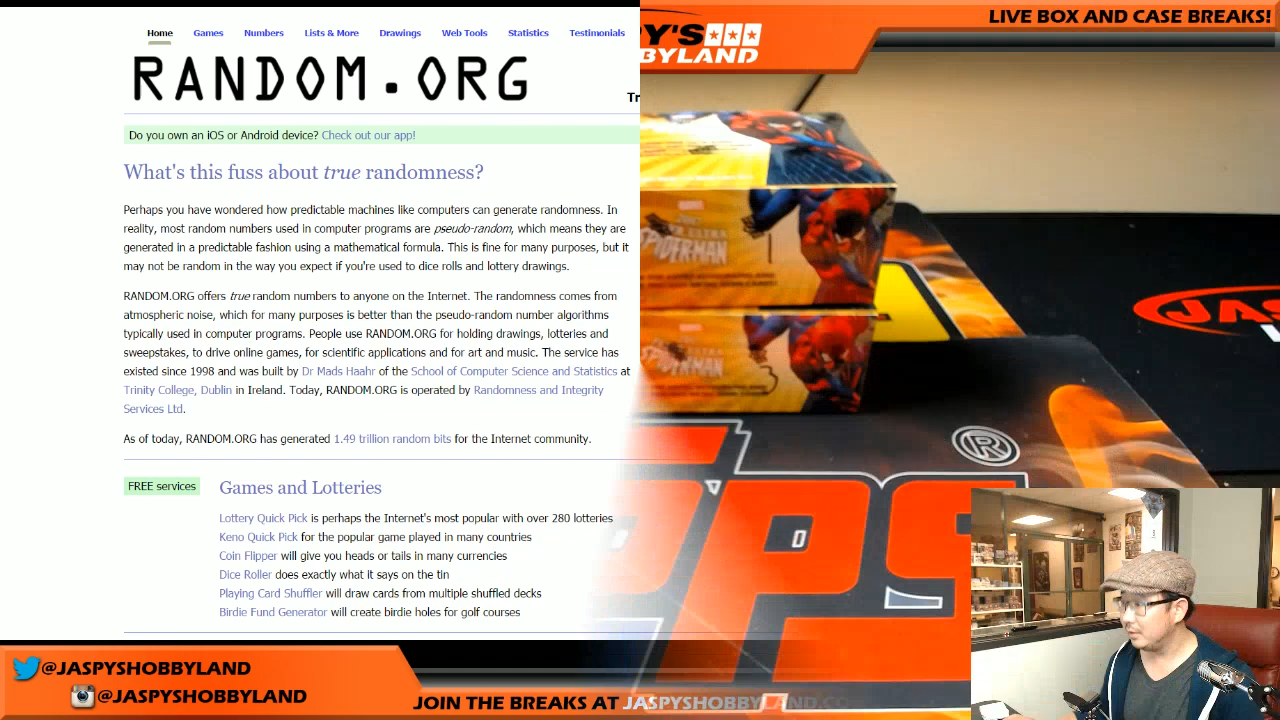 Home Games Numbers Lists & More Drawings Web Tools Statistics Testimonials
RANDOM.ORG
Do you own an iOS or Android device? Check out our app!
What's this fuss about true randomness?
Perhaps you have wondered how predictable machines like computers can generate randomness. In
reality, most random numbers used in computer programs are pseudo-random, which means they are
generated in a predictable fashion using a mathematical formula. This is fine for many purposes, but it
may not be random in the way you expect if you're used to dice rolls and lottery drawings.
RANDOM.ORG offers true random numbers to anyone on the Internet. The randomness comes from
atmospheric noise, which for many purposes is better than the pseudo-random number algorithms
typically used in computer programs. People use RANDOM.ORG for holding drawings, lotteries and
sweepstakes, to drive online games, for scientific applications and for art and music. The service has
existed since 1998 and was built by Dr Mads Haahr of the School of Computer Science and Statistics at
Trinity College, Dublin in Ireland. Today, RANDOM.ORG is operated by Randomness and Integrity
Services Ltd.
As of today, RANDOM.ORG has generated 1.49 trillion random bits for the Internet community.
FREE services
Games and Lotteries
Lottery Quick Pick is perhaps the Internet's most popular with over 280 lotteries
Keno Quick Pick for the popular game played in many countries
Coin Flipper will give you heads or tails in many currencies
Dice Roller does exactly what it says on the tin
Playing Card Shuffler will draw cards from multiple shuffled decks
Birdie Fund Generator will create birdie holes for golf courses
LIVE BOX AND CASE BREAKS!
Y'S
BYLAND
SPIDER-MAN
1
SPIDER-MAN
3
JAS
®
PPS
@JASPYSHOBBYLAND
@JASPYSHOBBYLAND
JOIN THE BREAKS AT JASPYSHOBBYLAND.CO